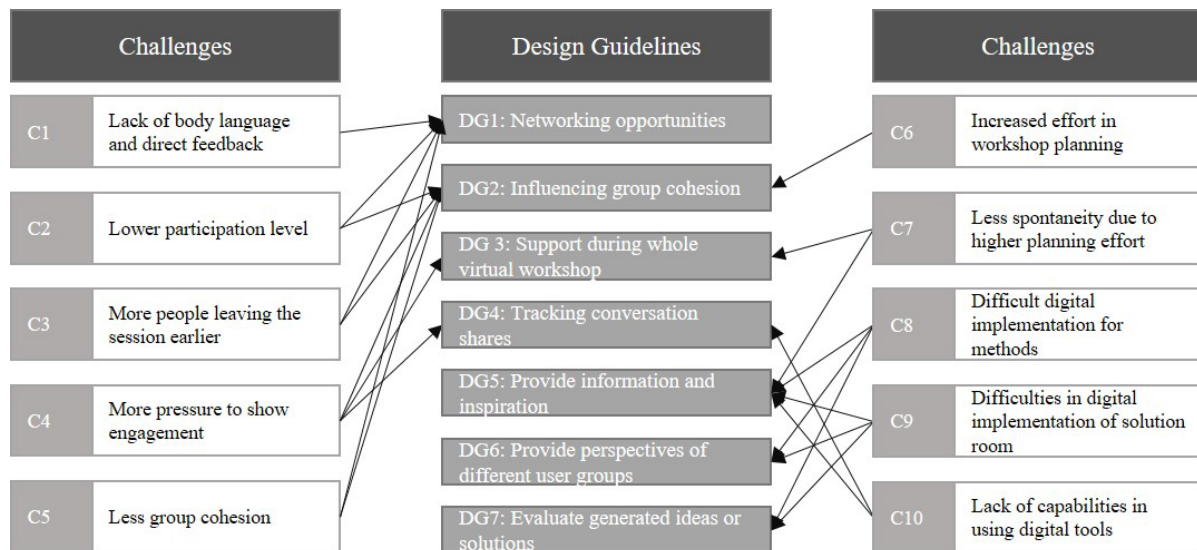 Challenges
C1
Lack of body language
and direct feedback
C2
Lower participation level
C3
More people leaving the
session earlier
C4
More pressure to show
engagement
C5
Less group cohesion
Design Guidelines
DG1: Networking opportunities
DG2: Influencing group cohesion
DG 3: Support during whole
virtual workshop
DG4: Tracking conversation
shares
DG5: Provide information and
inspiration
DG6: Provide perspectives of
different user groups
DG7: Evaluate generated ideas or
solutions
Challenges
C6
Increased effort in
workshop planning
C7
Less spontaneity due to
higher planning effort
C8
Difficult digital
implementation for
methods
C9
Difficulties in digital
implementation of solution
room
C10
Lack of capabilities in
using digital tools